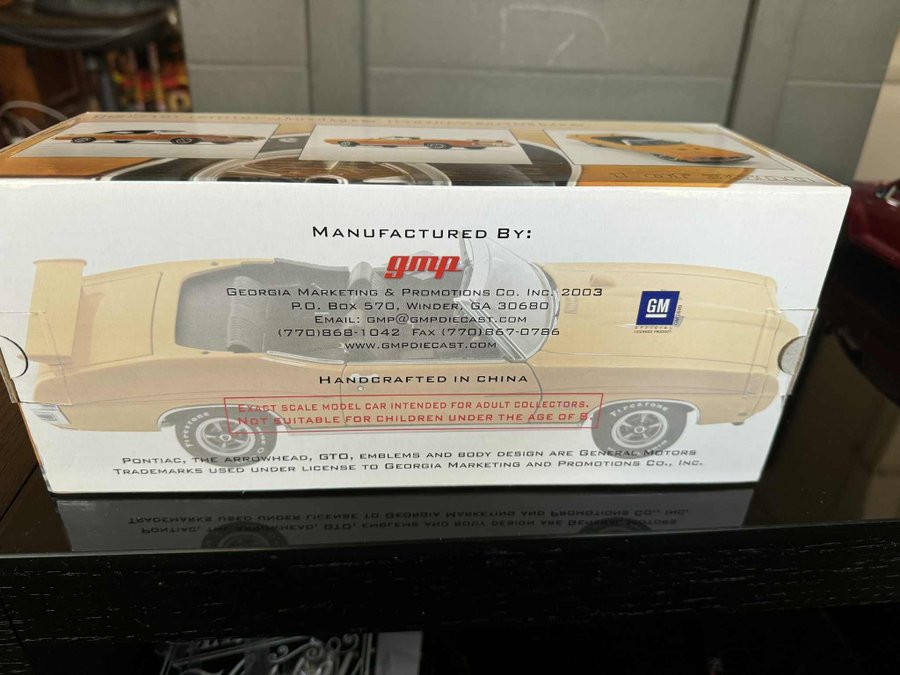 Manufactured By:
gmp
Georgia Marketing & Promotions Co. Inc. 2003
P.O. Box 570, Winder, GA 30680
Email: gmp@gmpdiecast.com
(770)868-1042 Fax (770)867-0786
www.gmpdiecast.com
GM
OFFICIAL
LICENSED PRODUCT
Handcrafted in China
Exact scale model car intended for adult collectors.
Not suitable for children under the age of 8.
Firestone
Firestone
Pontiac, the Arrowhead, GTO, emblems and body design are General Motors
Trademarks used under license to Georgia Marketing and Promotions Co., Inc.